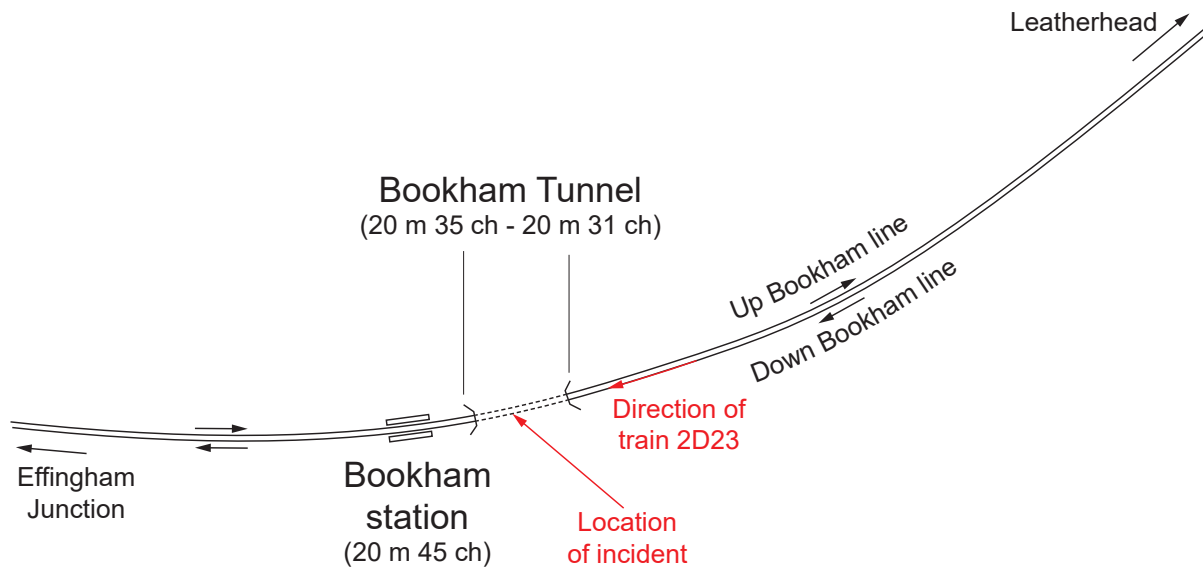 Leatherhead
Bookham Tunnel
(20 m 35 ch - 20 m 31 ch)
Up Bookham line
Down Bookham line
Direction of
train 2D23
Effingham
Junction
Bookham
station
(20 m 45 ch)
Location
of incident